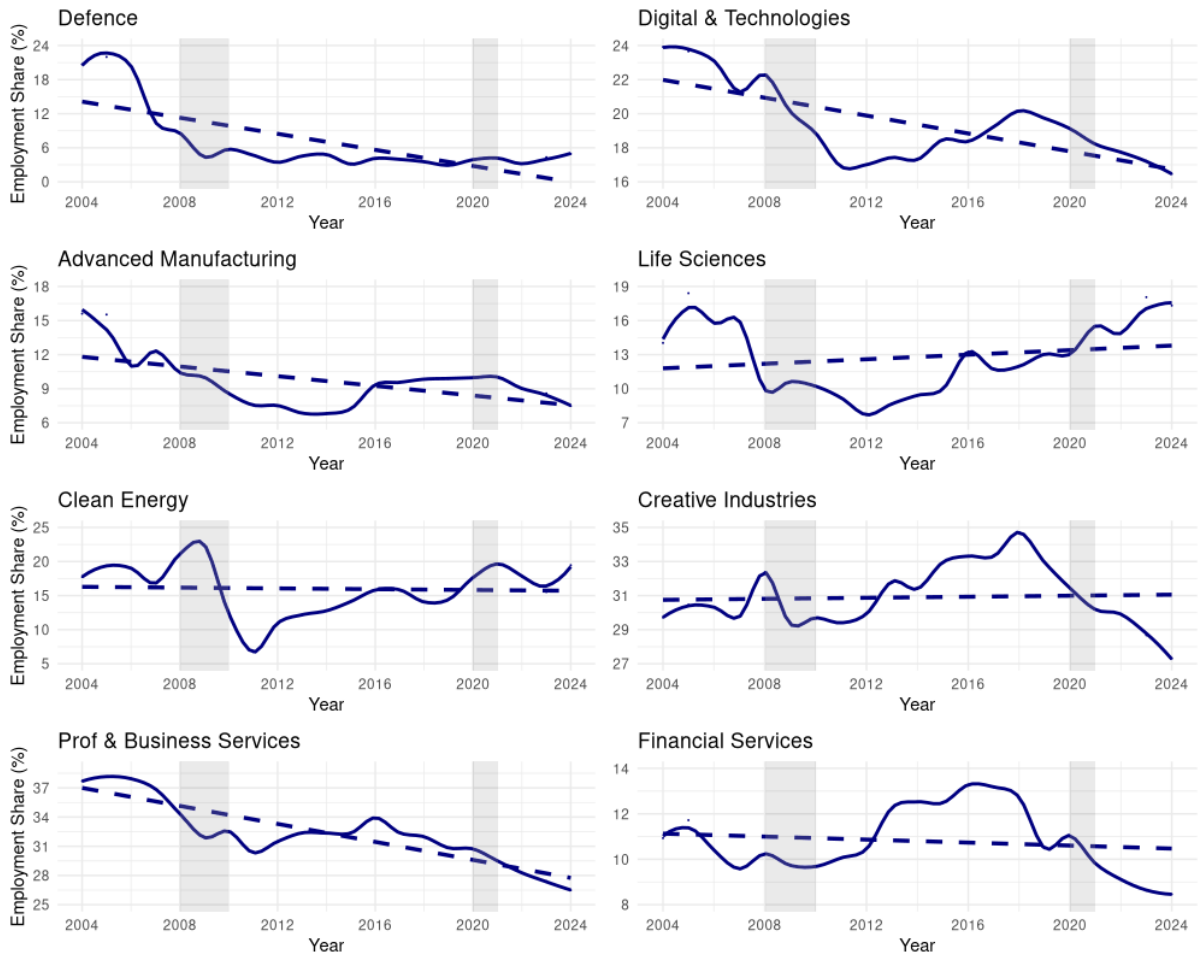 Defence
Employment Share (%)
24
18
12
6
0
2004 2008 2012 2016 2020 2024
Year
Digital & Technologies
24
22
20
18
16
2004 2008 2012 2016 2020 2024
Year
Advanced Manufacturing
Employment Share (%)
18
15
12
9
6
2004 2008 2012 2016 2020 2024
Year
Life Sciences
19
16
13
10
7
2004 2008 2012 2016 2020 2024
Year
Clean Energy
Employment Share (%)
25
20
15
10
5
2004 2008 2012 2016 2020 2024
Year
Creative Industries
35
33
31
29
27
2004 2008 2012 2016 2020 2024
Year
Prof & Business Services
Employment Share (%)
37
34
31
28
25
2004 2008 2012 2016 2020 2024
Year
Financial Services
14
12
10
8
2004 2008 2012 2016 2020 2024
Year